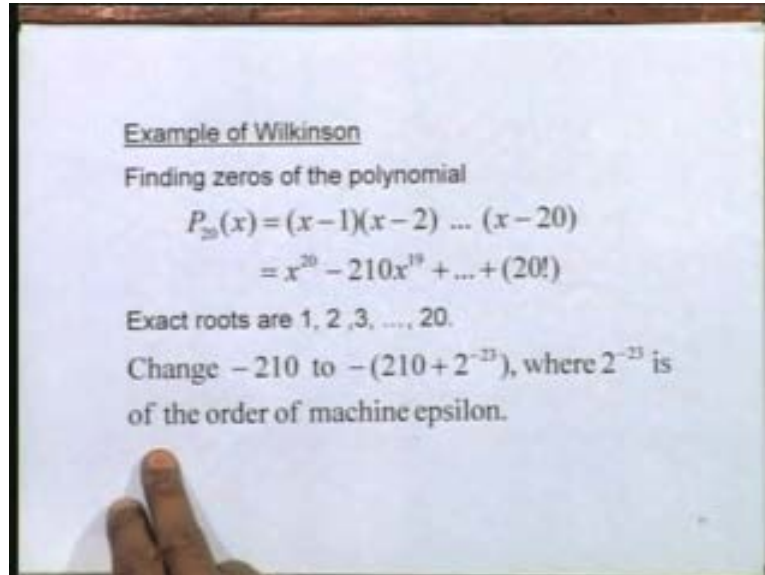 Example of Wilkinson
Finding zeros of the polynomial
P₂₀(x) = (x−1)(x−2) ... (x−20)
= x²⁰ − 210x¹⁹ + ... + (20!)
Exact roots are 1, 2 ,3, ..., 20.
Change −210 to −(210 + 2⁻²³), where 2⁻²³ is
of the order of machine epsilon.